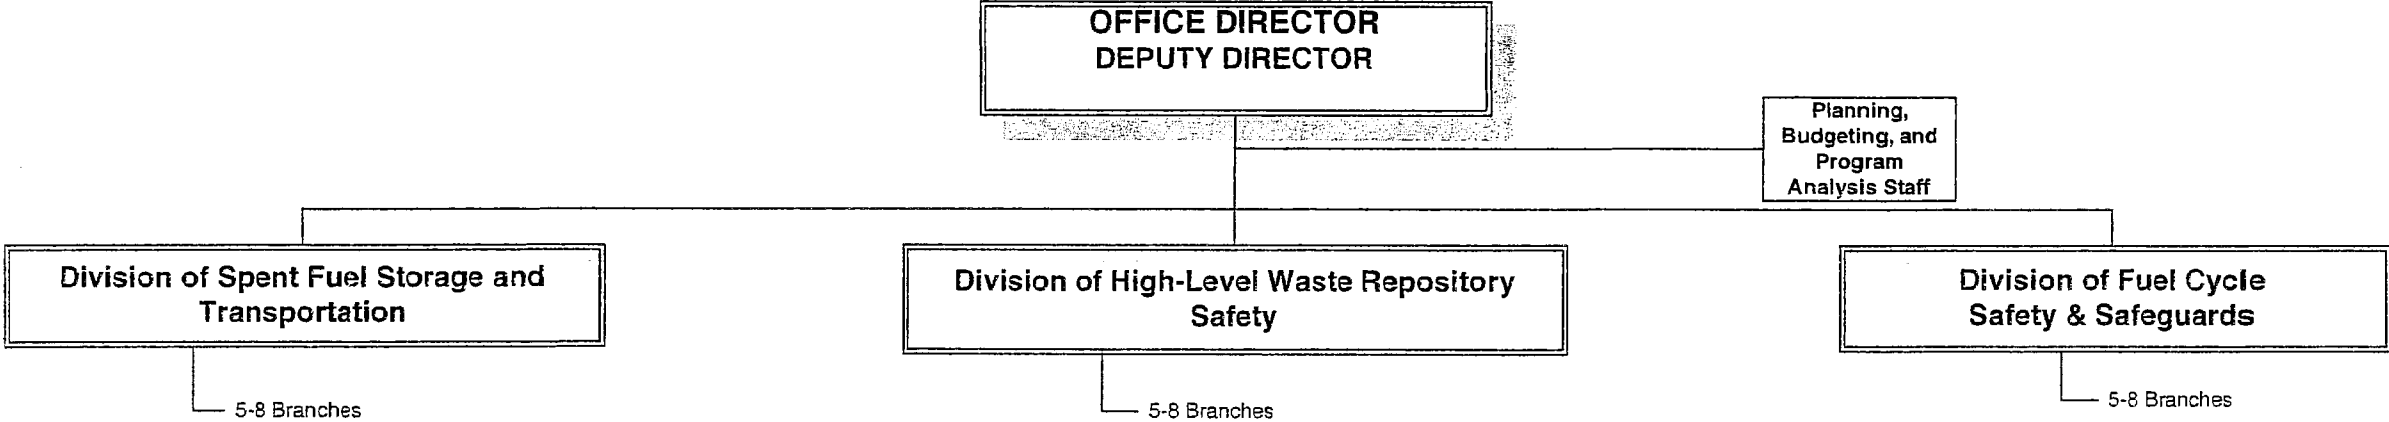 OFFICE DIRECTOR
DEPUTY DIRECTOR
Planning,
Budgeting, and
Program
Analysis Staff
Division of Spent Fuel Storage and
Transportation
Division of High-Level Waste Repository
Safety
Division of Fuel Cycle
Safety & Safeguards
5-8 Branches
5-8 Branches
5-8 Branches